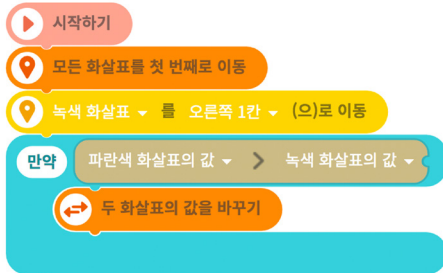 시작하기
모든 화살표를 첫 번째로 이동
녹색 화살표 를 오른쪽 1칸 (으)로 이동
만약 파란색 화살표의 값 > 녹색 화살표의 값
두 화살표의 값을 바꾸기